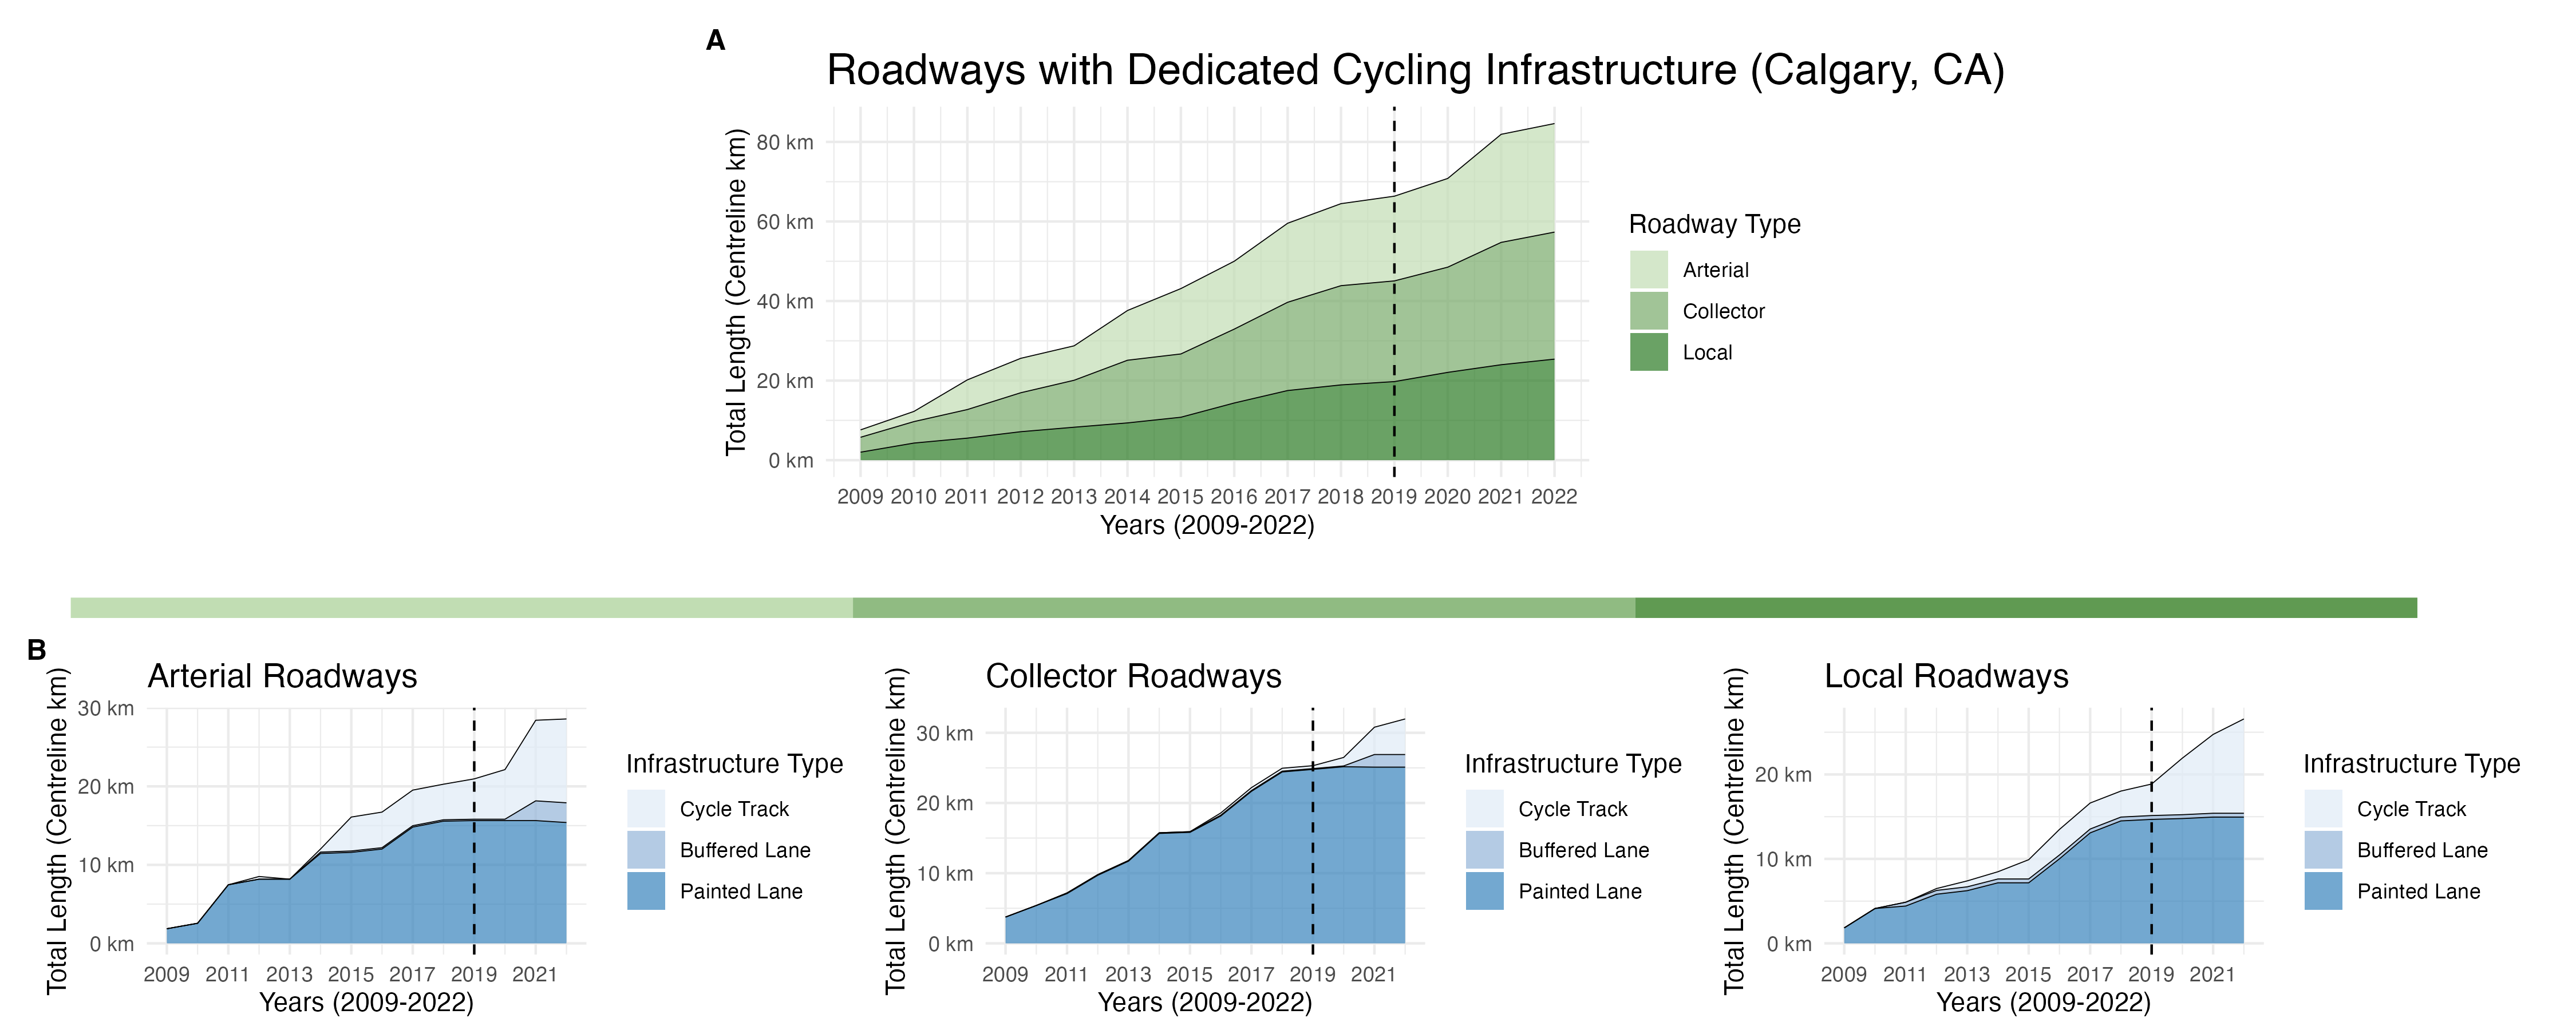 A
Roadways with Dedicated Cycling Infrastructure (Calgary, CA)
Total Length (Centreline km)
80 km
60 km
40 km
20 km
0 km
2009 2010 2011 2012 2013 2014 2015 2016 2017 2018 2019 2020 2021 2022
Years (2009-2022)
Roadway Type
Arterial
Collector
Local
B
Arterial Roadways
Total Length (Centreline km)
30 km
20 km
10 km
0 km
2009 2011 2013 2015 2017 2019 2021
Years (2009-2022)
Infrastructure Type
Cycle Track
Buffered Lane
Painted Lane
Collector Roadways
Total Length (Centreline km)
30 km
20 km
10 km
0 km
2009 2011 2013 2015 2017 2019 2021
Years (2009-2022)
Infrastructure Type
Cycle Track
Buffered Lane
Painted Lane
Local Roadways
Total Length (Centreline km)
20 km
10 km
0 km
2009 2011 2013 2015 2017 2019 2021
Years (2009-2022)
Infrastructure Type
Cycle Track
Buffered Lane
Painted Lane